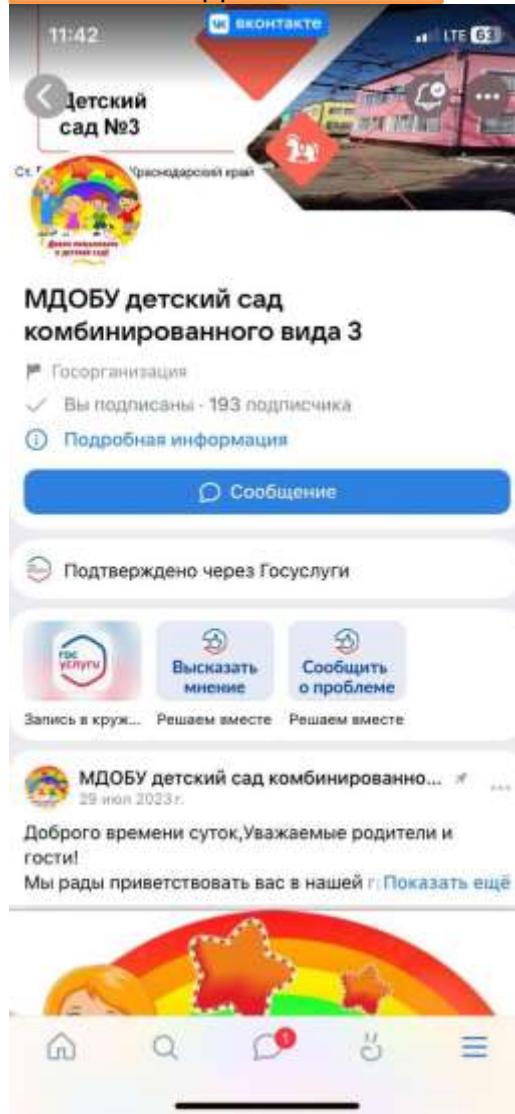 11:42
вконтакте
LTE 63
Детский
сад №3
Краснодарский край
МДОБУ детский сад
комбинированного вида 3
Госорганизация
Вы подписаны · 193 подписчика
Подробная информация
Сообщение
Подтверждено через Госуслуги
гос
услуги
Высказать
мнение
Сообщить
о проблеме
Запись в круж...
Решаем вместе
Решаем вместе
МДОБУ детский сад комбинированно...
29 июл 2023 г.
Доброго времени суток,Уважаемые родители и
гости!
Мы рады приветствовать вас в нашей г Показать ещё
1